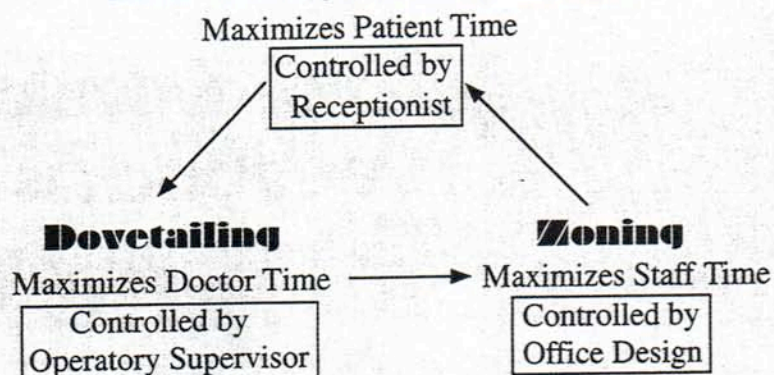 Maximizes Patient Time
Controlled by
Receptionist
Dovetailing
Zoning
Maximizes Doctor Time
Maximizes Staff Time
Controlled by
Operatory Supervisor
Controlled by
Office Design